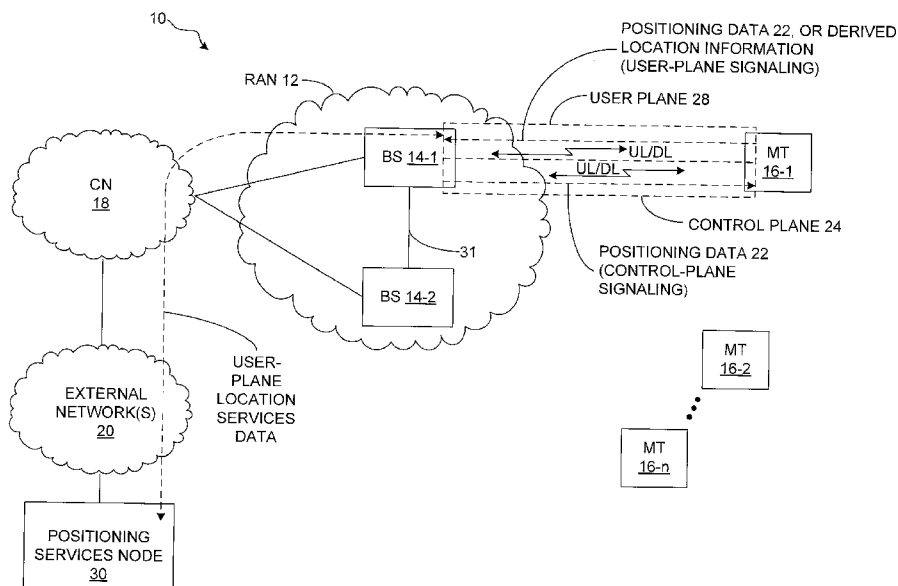 10
POSITIONING DATA 22, OR DERIVED
LOCATION INFORMATION
(USER-PLANE SIGNALING)
RAN 12
USER PLANE 28
BS 14-1
UL/DL
UL/DL
MT
16-1
CN
18
CONTROL PLANE 24
31
POSITIONING DATA 22
(CONTROL-PLANE
SIGNALING)
BS 14-2
USER-
PLANE
LOCATION
SERVICES
DATA
MT
16-2
EXTERNAL
NETWORK(S)
20
MT
16-n
POSITIONING
SERVICES NODE
30